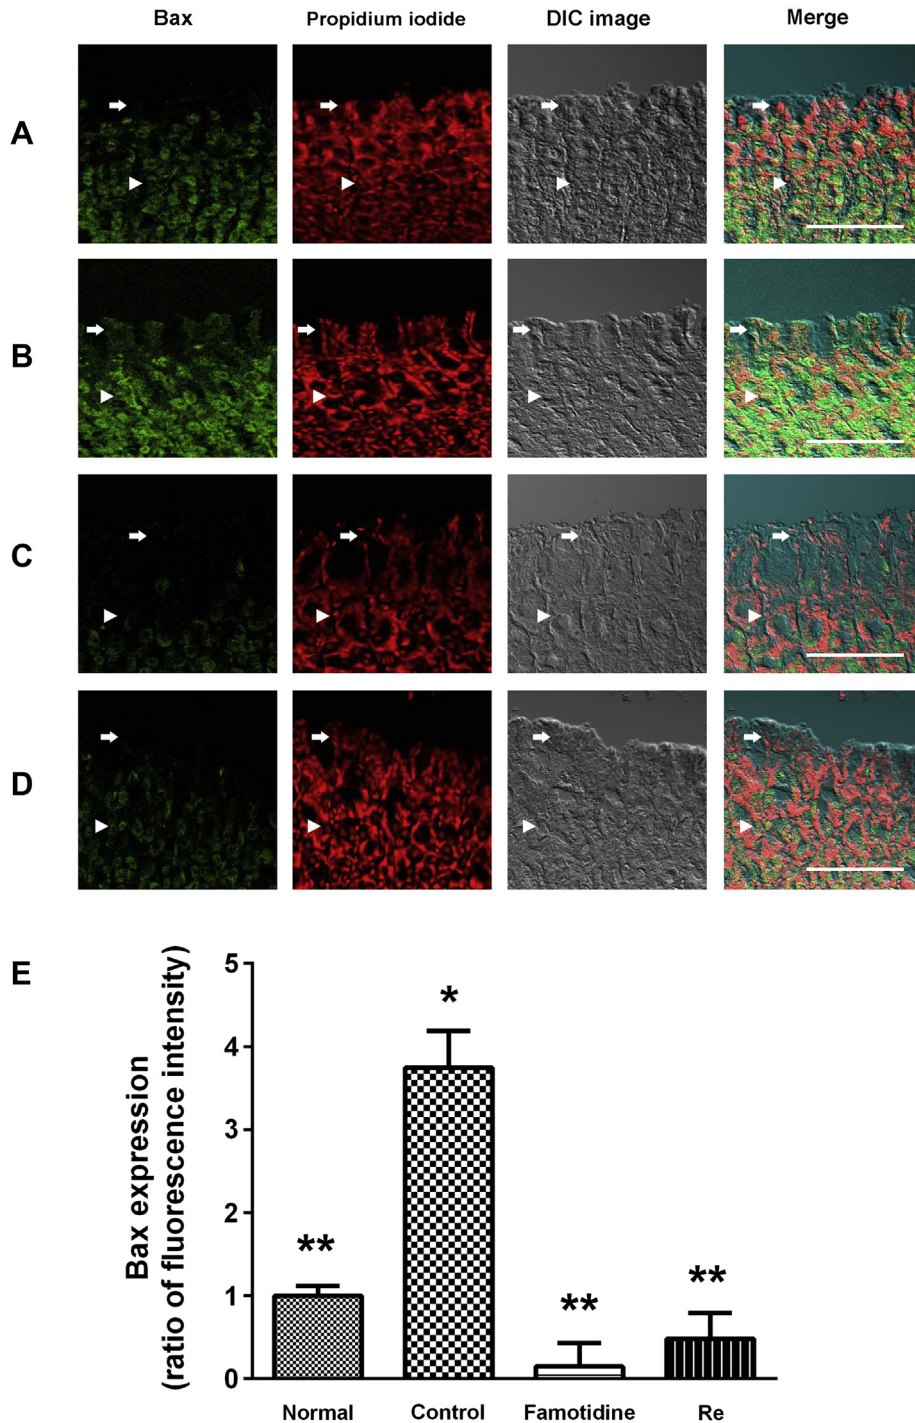 Bax Propidium iodide DIC image Merge
A
B
C
D
E
Bax expression
(ratio of fluorescence intensity)
5
4
3
2
1
0
*
**
**
**
Normal Control Famotidine Re